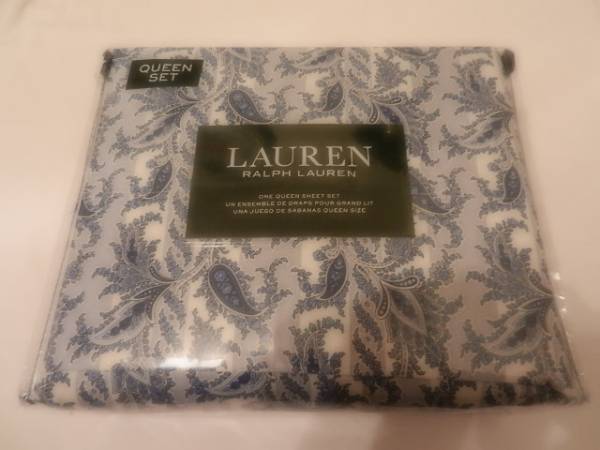 QUEEN
SET
LAUREN
RALPH LAUREN
ONE QUEEN SHEET SET
UN ENSEMBLE DE DRAPS POUR GRAND LIT
UNA JUEGO DE SABANAS QUEEN SIZE